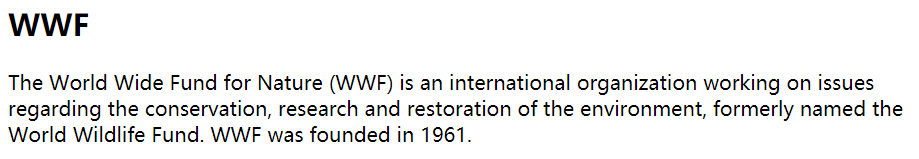 WWF
The World Wide Fund for Nature (WWF) is an international organization working on issues
regarding the conservation, research and restoration of the environment, formerly named the
World Wildlife Fund. WWF was founded in 1961.